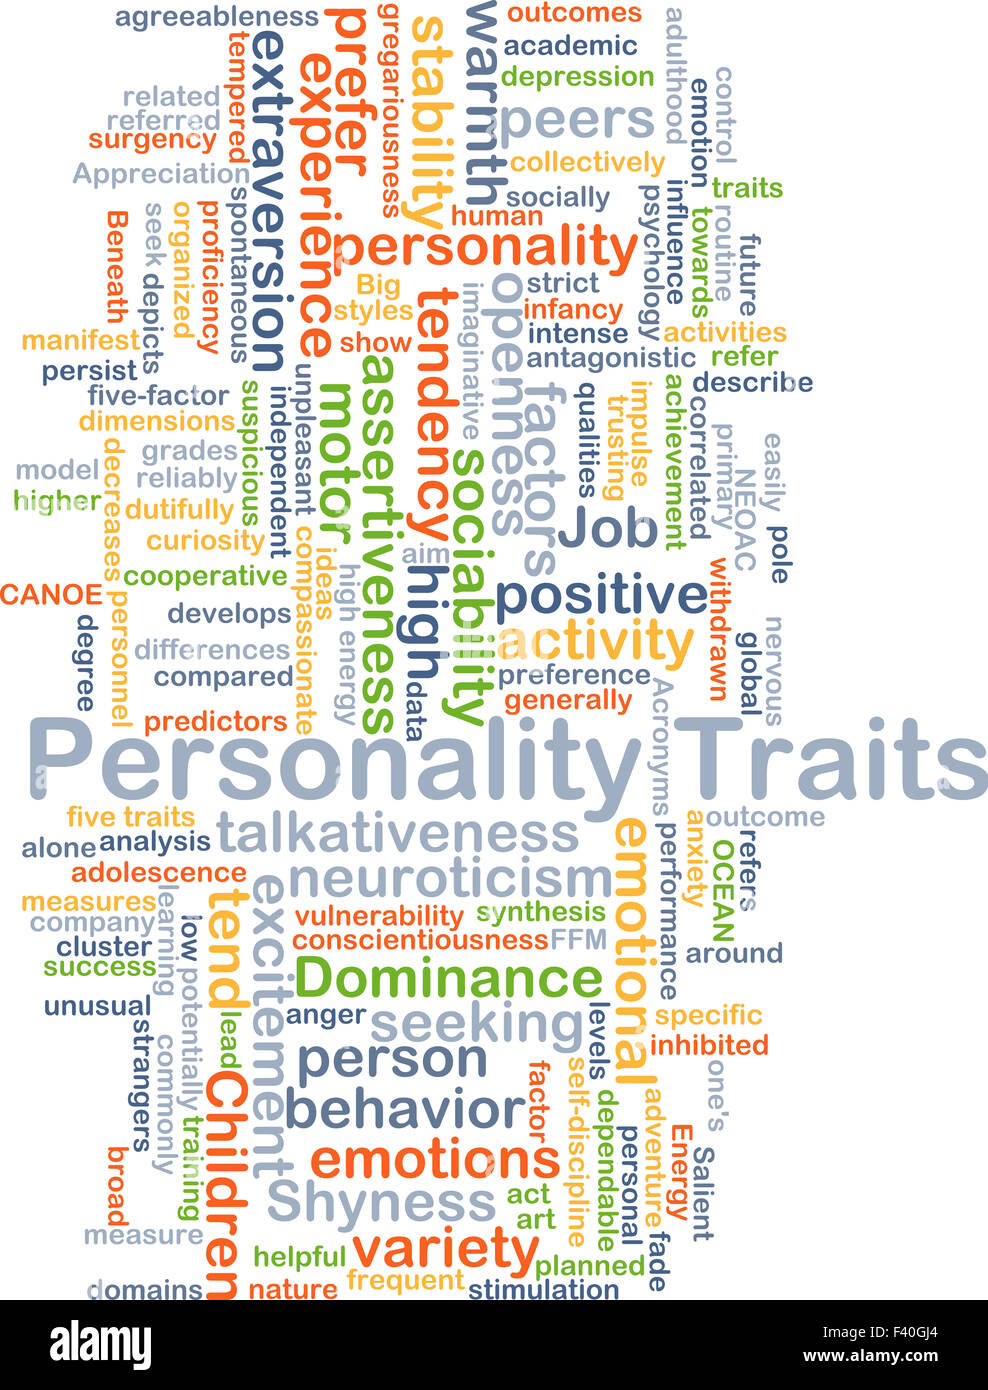 agreeableness
tempered
extraversion
prefer
experience
gregariousness
stability
warmth
outcomes
academic
depression
peers
collectively
socially
human
adulthood
emotion
control
traits
related
referred
surgency
Appreciation
spontaneous
proficiency
organized
seek
depicts
Beneath
personality
Big
styles
show
tendency
imaginative
openness
strict
infancy
intense
antagonistic
psychology
influence
towards
routine
future
activities
refer
describe
manifest
persist
five-factor
dimensions
grades
reliably
model
higher
decreases
dutifully
curiosity
cooperative
suspicious
independent
unpleasant
motor
assertiveness
sociability
factors
qualities
trusting
impulse
achievement
correlated
primary
NEOAC
easily
pole
Job
aim
high
positive
activity
preference
generally
data
ideas
compassionate
high energy
CANOE
degree
personnel
develops
differences
compared
predictors
withdrawn
global
nervous
Acronyms
Personality Traits
five traits
alone
analysis
adolescence
talkativeness
neuroticism
emotional
performance
anxiety
outcome
refers
OCEAN
around
measures
company
cluster
success
learning
low
potentially
tend
excitement
vulnerability
synthesis
conscientiousness
FFM
Dominance
anger
seeking
levels
specific
inhibited
unusual
strangers
commonly
lead
training
Children
person
behavior
factor
self-discipline
dependable
personal
adventure
Energy
Salient
one's
emotions
Shyness
act
art
broad
measure
helpful
variety
planned
fade
domains
nature
frequent
stimulation
alamy
alamy stock photo
F40GJ4
www.alamy.com